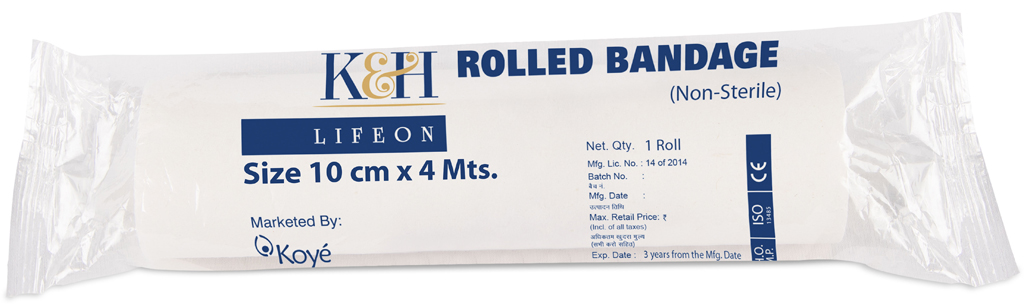 K&H ROLLED BANDAGE
(Non-Sterile)
LIFEON
Size 10 cm x 4 Mts.
Marketed By:
Koyé
Net. Qty. 1 Roll
Mfg. Lic. No. : 14 of 2014
Batch No. :
बैच नं.
Mfg. Date :
उत्पादन तिथि
Max. Retail Price: ₹
(Incl. of all taxes)
अधिकतम खुदरा मूल्य
(सभी करो सहित)
Exp. Date : 3 years from the Mfg. Date
CE
ISO
13485
H.O.
M.P.